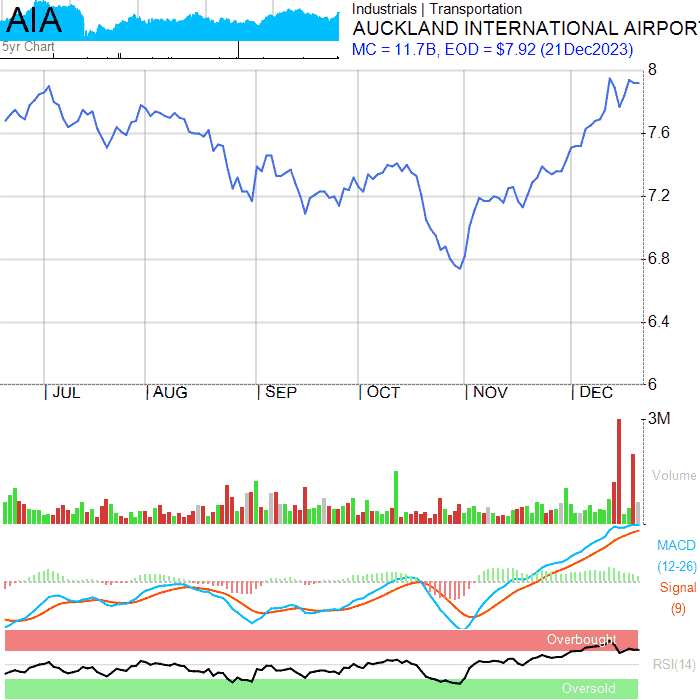 AIA
5yr Chart
Industrials | Transportation
AUCKLAND INTERNATIONAL AIRPORT
MC = 11.7B, EOD = $7.92 (21Dec2023)
8
7.6
7.2
6.8
6.4
6
JUL AUG SEP OCT NOV DEC
3M
Volume
MACD
(12-26)
Signal
(9)
Overbought
RSI(14)
Oversold